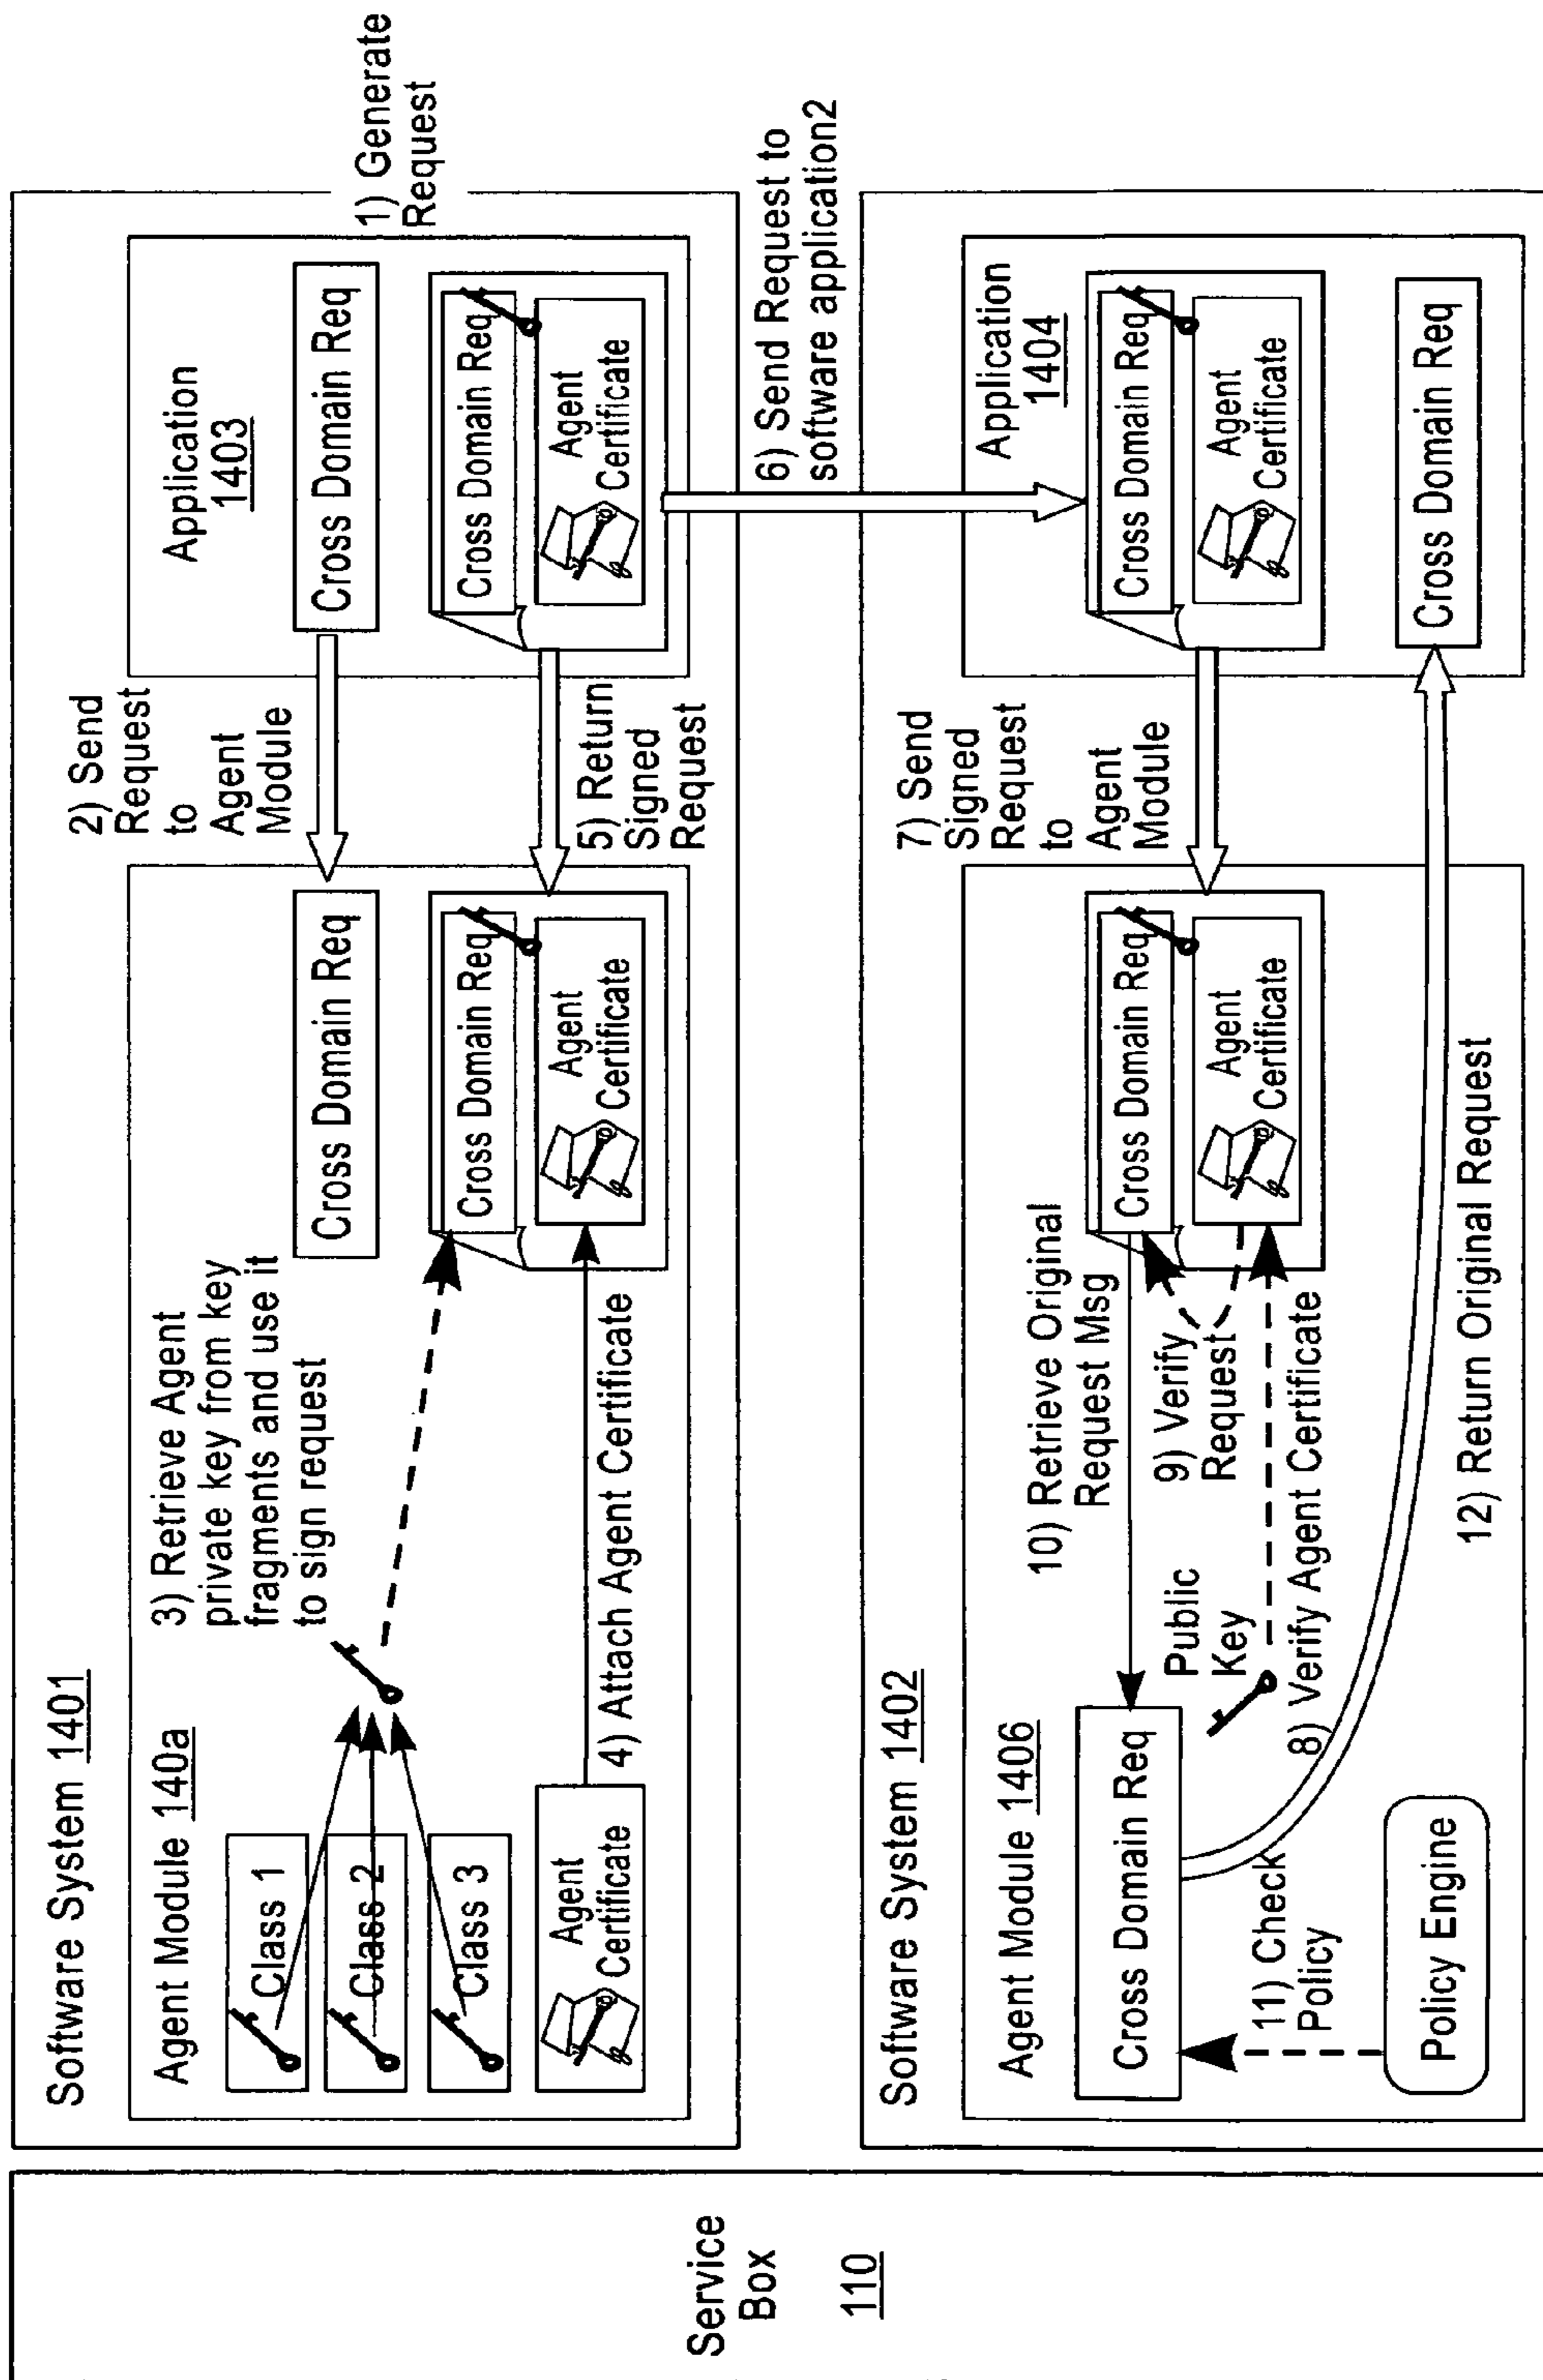 Service
Box
110
Software System 1401
Agent Module 140a
Class 1
Class 2
Class 3
Agent
Certificate
3) Retrieve Agent
private key from key
fragments and use it
to sign request
4) Attach Agent Certificate
Cross Domain Req
Cross Domain Req
Agent
Certificate
2) Send
Request
to
Agent
Module
5) Return
Signed
Request
Application
1403
Cross Domain Req
Cross Domain Req
Agent
Certificate
1) Generate
Request
6) Send Request to
software application2
Software System 1402
Agent Module 1406
Cross Domain Req
11) Check
Policy
Policy Engine
Public
Key
8) Verify Agent Certificate
9) Verify
Request
10) Retrieve Original
Request Msg
Cross Domain Req
Agent
Certificate
7) Send
Signed
Request
to
Agent
Module
12) Return Original Request
Application
1404
Cross Domain Req
Agent
Certificate
Cross Domain Req